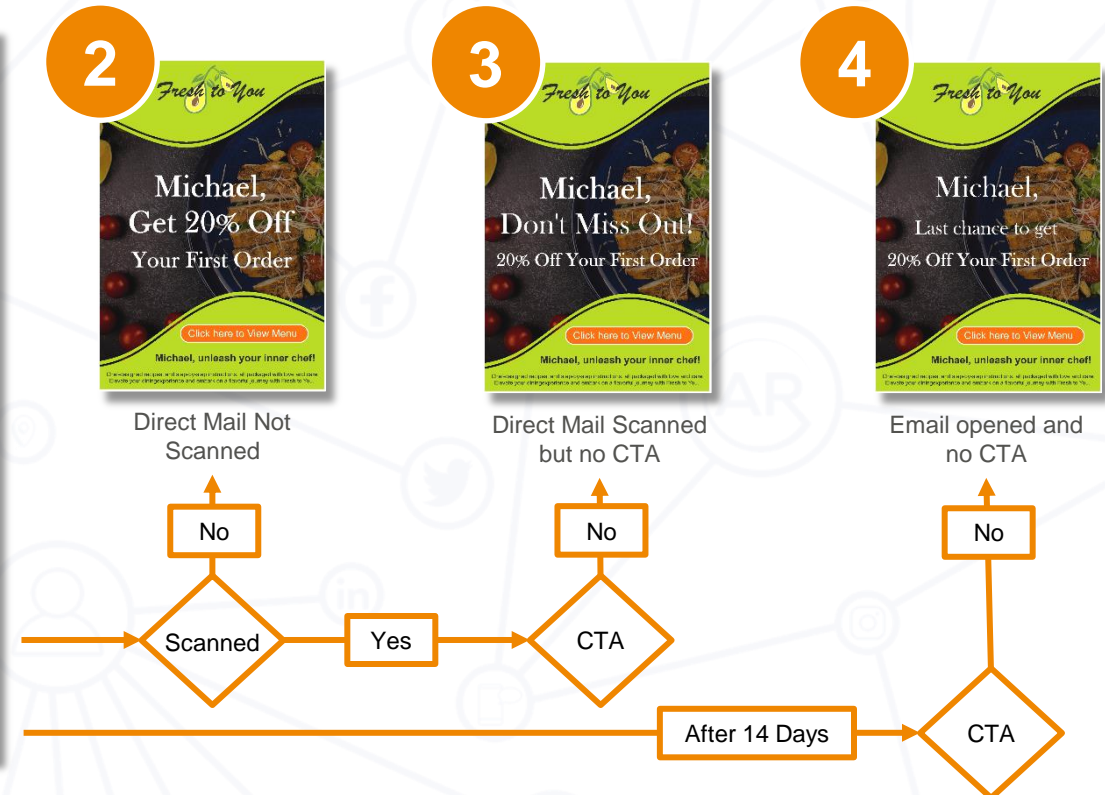 2
Fresh to You
Michael,
Get 20% Off
Your First Order
Click here to View Menu
Michael, unleash your inner chef!
Direct Mail Not
Scanned
3
Fresh to You
Michael,
Don't Miss Out!
20% Off Your First Order
Click here to View Menu
Michael, unleash your inner chef!
Direct Mail Scanned
but no CTA
4
Fresh to You
Michael,
Last chance to get
20% Off Your First Order
Click here to View Menu
Michael, unleash your inner chef!
Email opened and
no CTA
AR
No
No
No
Scanned
Yes
CTA
in
After 14 Days
CTA